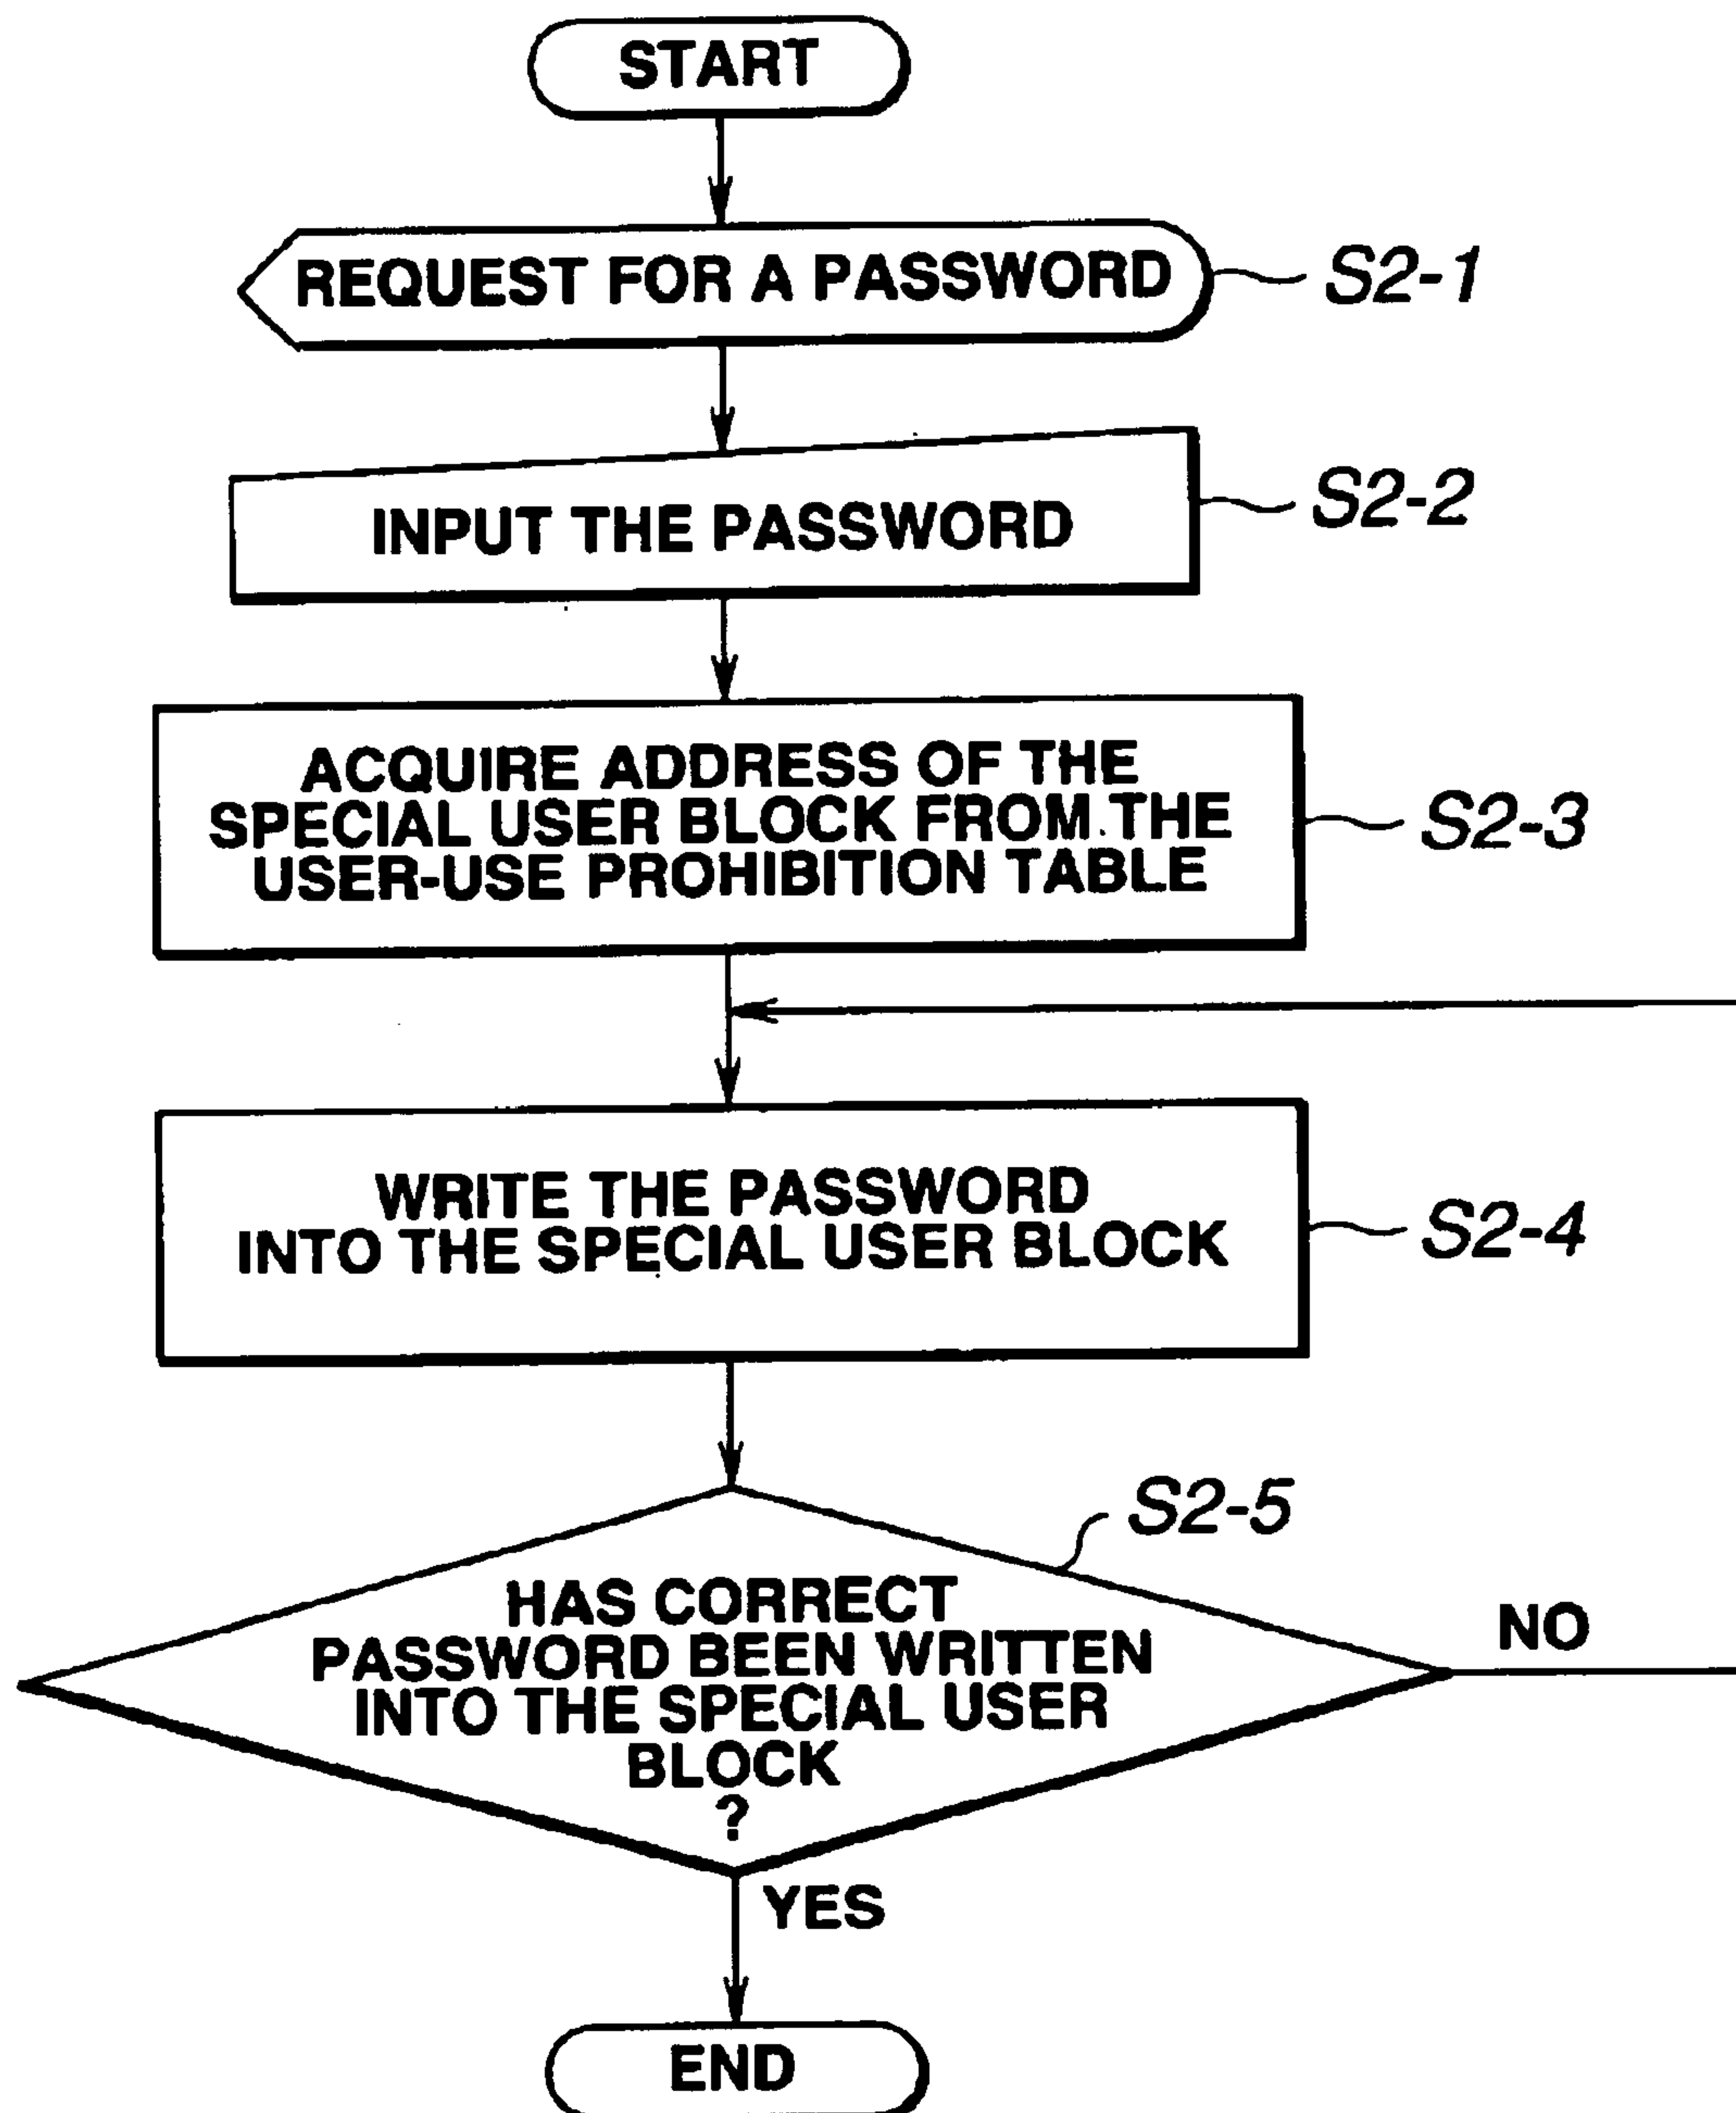 START
REQUEST FOR A PASSWORD
S2-1
INPUT THE PASSWORD
S2-2
ACQUIRE ADDRESS OF THE
SPECIAL USER BLOCK FROM THE
USER-USE PROHIBITION TABLE
S2-3
WRITE THE PASSWORD
INTO THE SPECIAL USER BLOCK
S2-4
S2-5
HAS CORRECT
PASSWORD BEEN WRITTEN
INTO THE SPECIAL USER
BLOCK
?
NO
YES
END